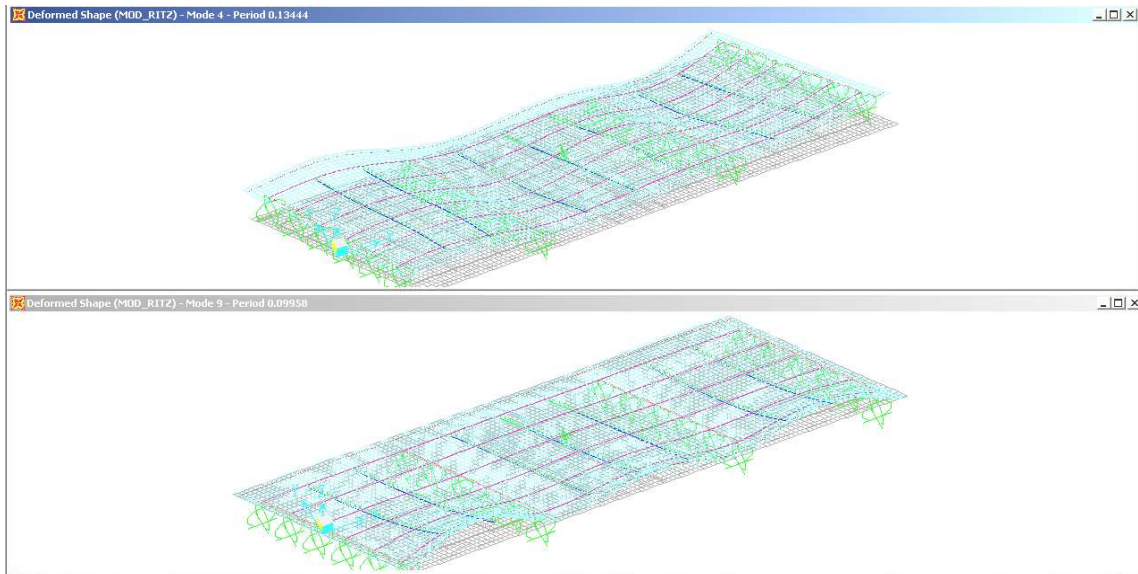 Deformed Shape (MOD_RITZ) - Mode 4 - Period 0.13444
Deformed Shape (MOD_RITZ) - Mode 9 - Period 0.09958